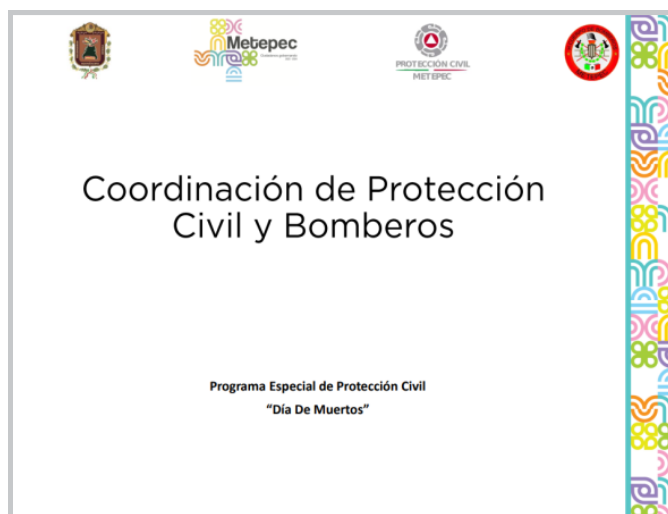 Metepec
PROTECCIÓN CIVIL
METEPEC
Coordinación de Protección
Civil y Bomberos
Programa Especial de Protección Civil
“Día De Muertos”